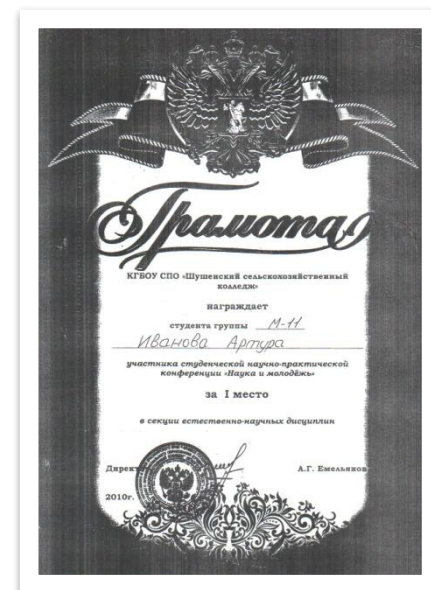 Грамота
КГБОУ СПО «Шушенский сельскохозяйственный
колледж»
награждает
студента группы М-11
Иванова Артура
участника студенческой научно-практической
конференции «Наука и молодёжь»
за I место
в секции естественно-научных дисциплин
А.Г. Емельянов
2010г.